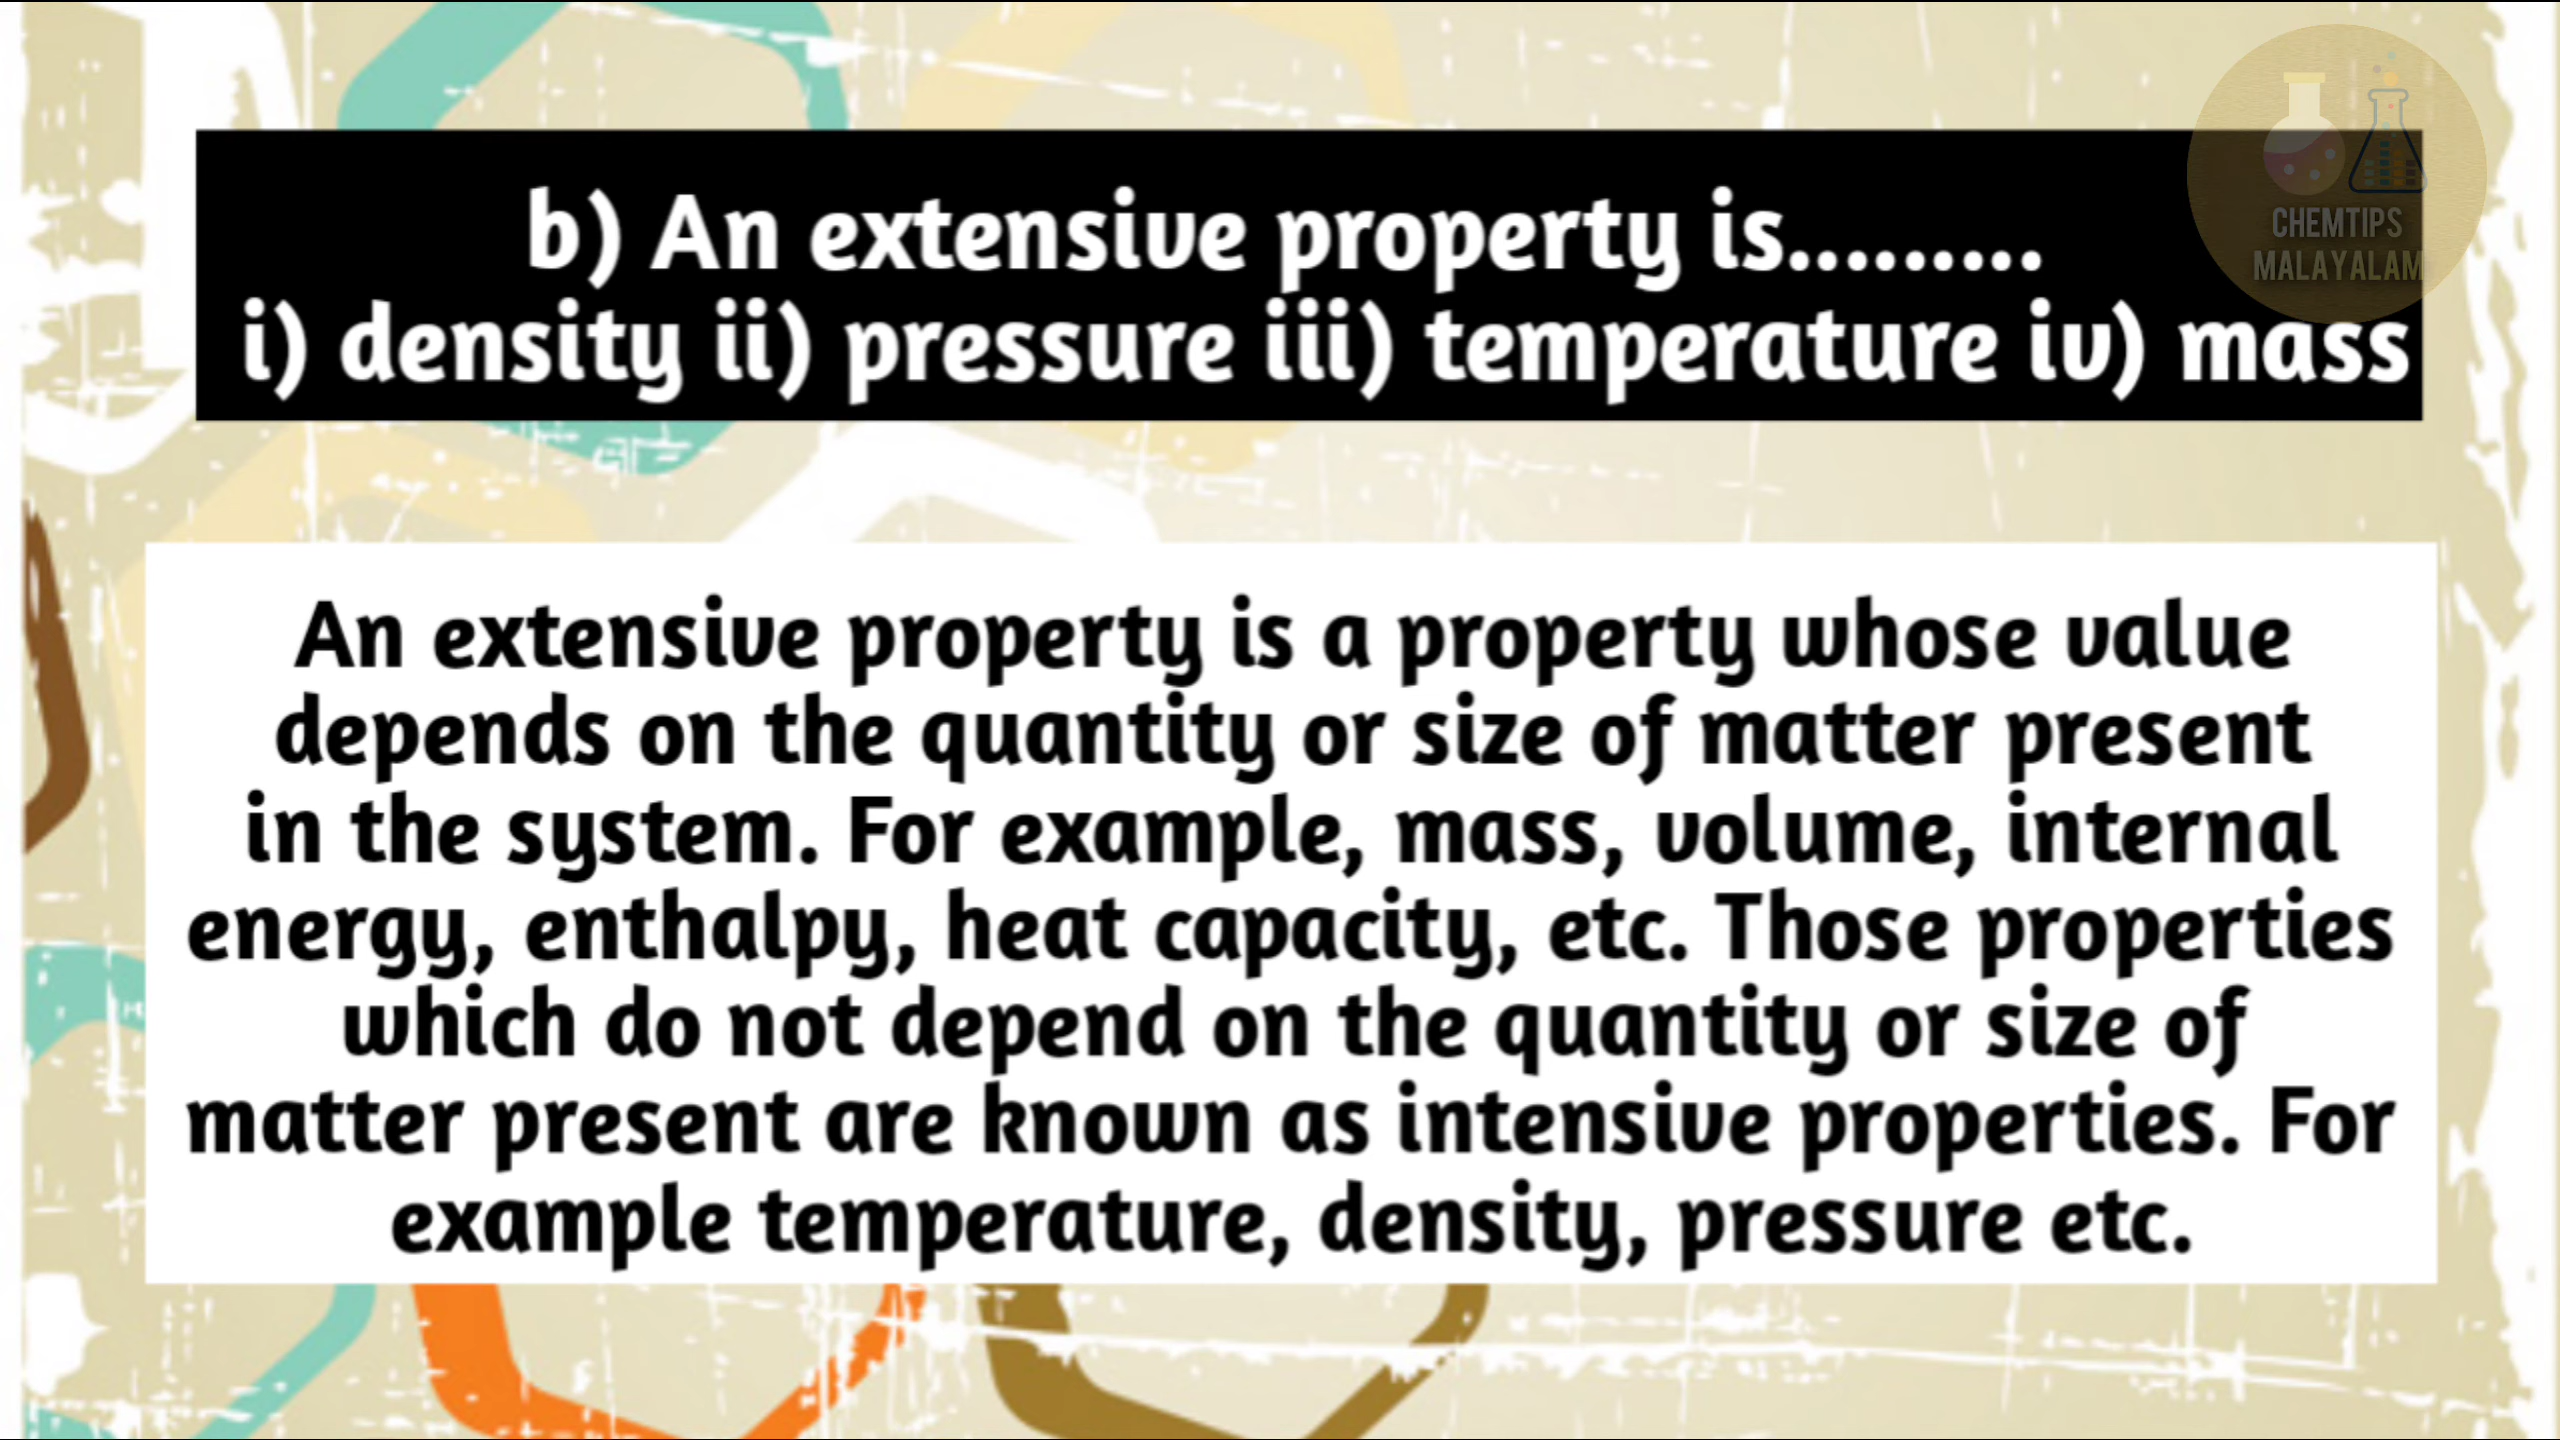 b) An extensive property is.........
i) density ii) pressure iii) temperature iv) mass
CHEMTIPS
MALAYALAM
An extensive property is a property whose value
depends on the quantity or size of matter present
in the system. For example, mass, volume, internal
energy, enthalpy, heat capacity, etc. Those properties
which do not depend on the quantity or size of
matter present are known as intensive properties. For
example temperature, density, pressure etc.